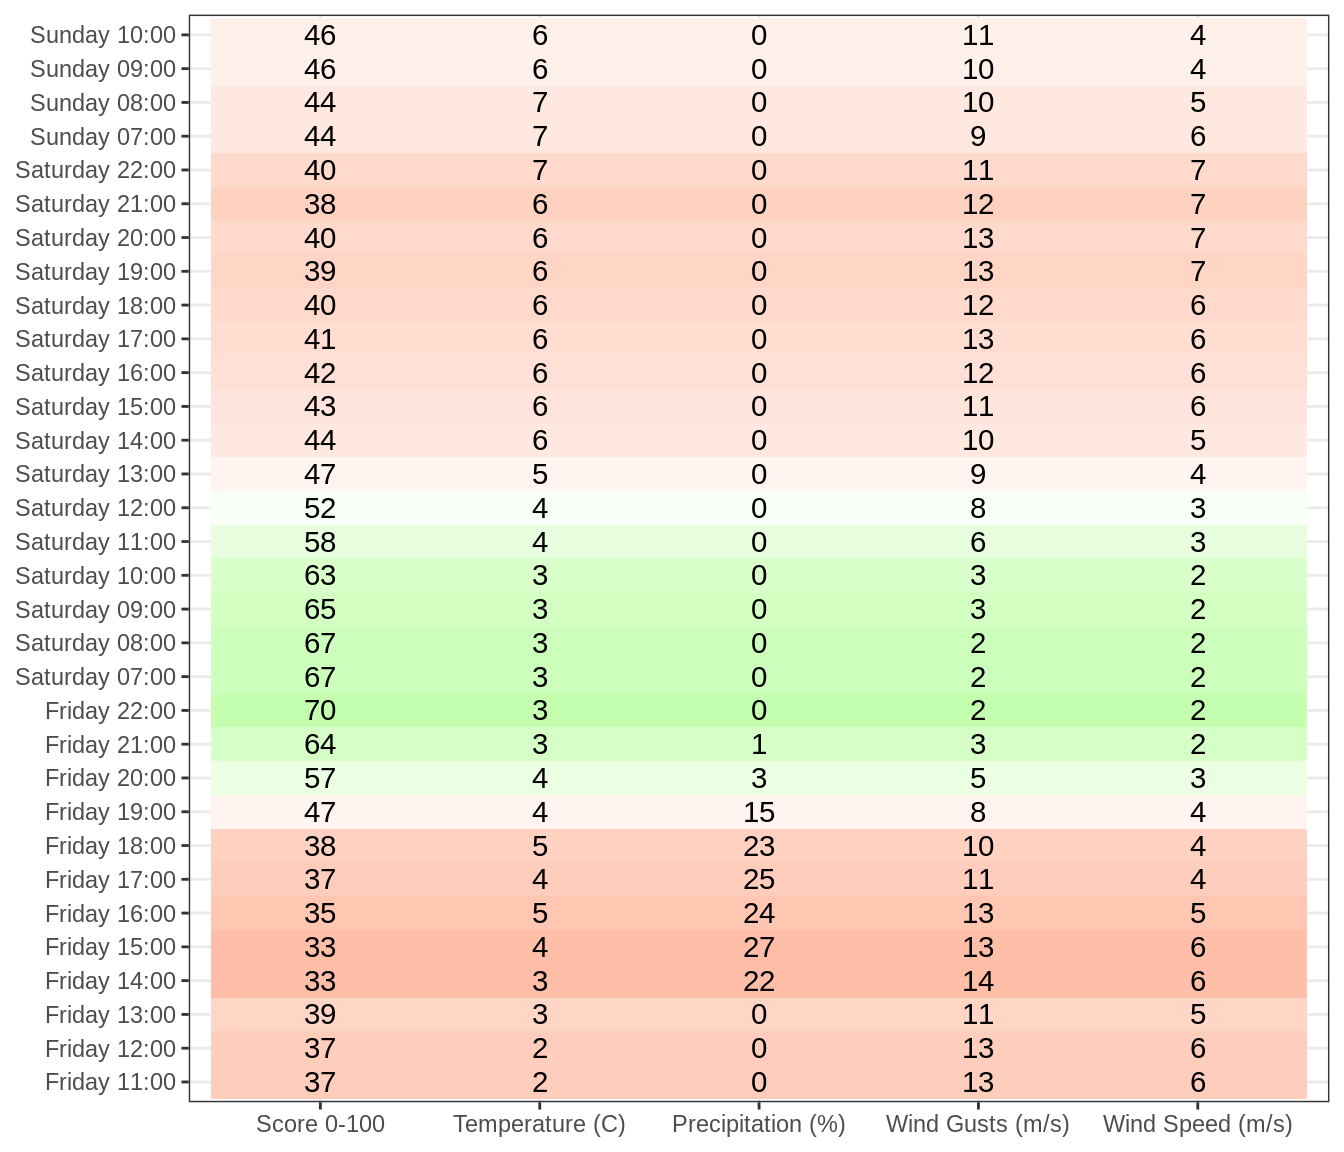 Sunday 10:00 46 6 0 11 4
Sunday 09:00 46 6 0 10 4
Sunday 08:00 44 7 0 10 5
Sunday 07:00 44 7 0 9 6
Saturday 22:00 40 7 0 11 7
Saturday 21:00 38 6 0 12 7
Saturday 20:00 40 6 0 13 7
Saturday 19:00 39 6 0 13 7
Saturday 18:00 40 6 0 12 6
Saturday 17:00 41 6 0 13 6
Saturday 16:00 42 6 0 12 6
Saturday 15:00 43 6 0 11 6
Saturday 14:00 44 6 0 10 5
Saturday 13:00 47 5 0 9 4
Saturday 12:00 52 4 0 8 3
Saturday 11:00 58 4 0 6 3
Saturday 10:00 63 3 0 3 2
Saturday 09:00 65 3 0 3 2
Saturday 08:00 67 3 0 2 2
Saturday 07:00 67 3 0 2 2
Friday 22:00 70 3 0 2 2
Friday 21:00 64 3 1 3 2
Friday 20:00 57 4 3 5 3
Friday 19:00 47 4 15 8 4
Friday 18:00 38 5 23 10 4
Friday 17:00 37 4 25 11 4
Friday 16:00 35 5 24 13 5
Friday 15:00 33 4 27 13 6
Friday 14:00 33 3 22 14 6
Friday 13:00 39 3 0 11 5
Friday 12:00 37 2 0 13 6
Friday 11:00 37 2 0 13 6
Score 0-100 Temperature (C) Precipitation (%) Wind Gusts (m/s) Wind Speed (m/s)